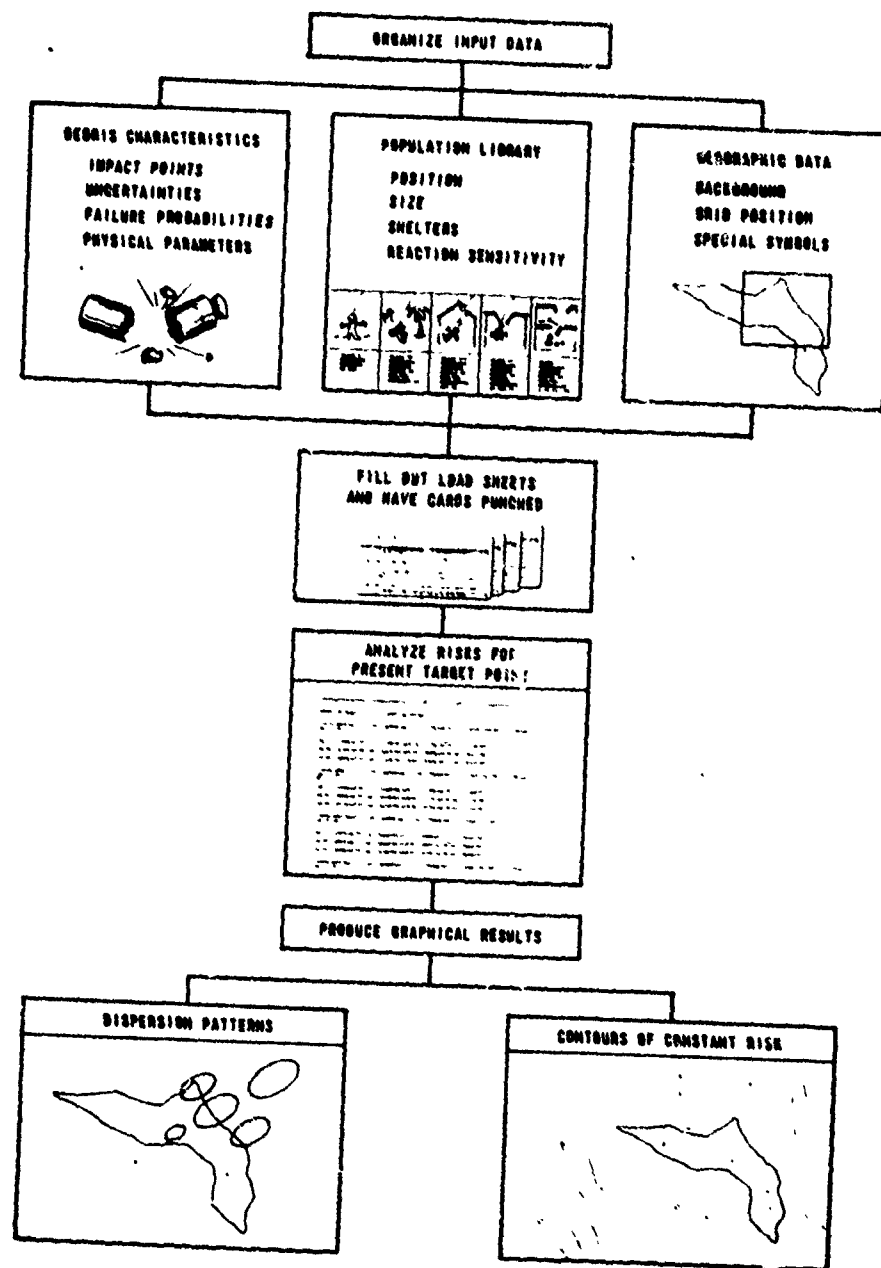 ORGANIZE INPUT DATA
DEBRIS CHARACTERISTICS
IMPACT POINTS
UNCERTAINTIES
FAILURE PROBABILITIES
PHYSICAL PARAMETERS
POPULATION LIBRARY
POSITION
SIZE
SHELTERS
REACTION SENSITIVITY
GEOGRAPHIC DATA
BACKGROUND
GRID POSITION
SPECIAL SYMBOLS
FILL OUT LOAD SHEETS
AND HAVE CARDS PUNCHED
ANALYZE RISKS FOR
PRESENT TARGET POINT
PRODUCE GRAPHICAL RESULTS
DISPERSION PATTERNS
CONTOURS OF CONSTANT RISK